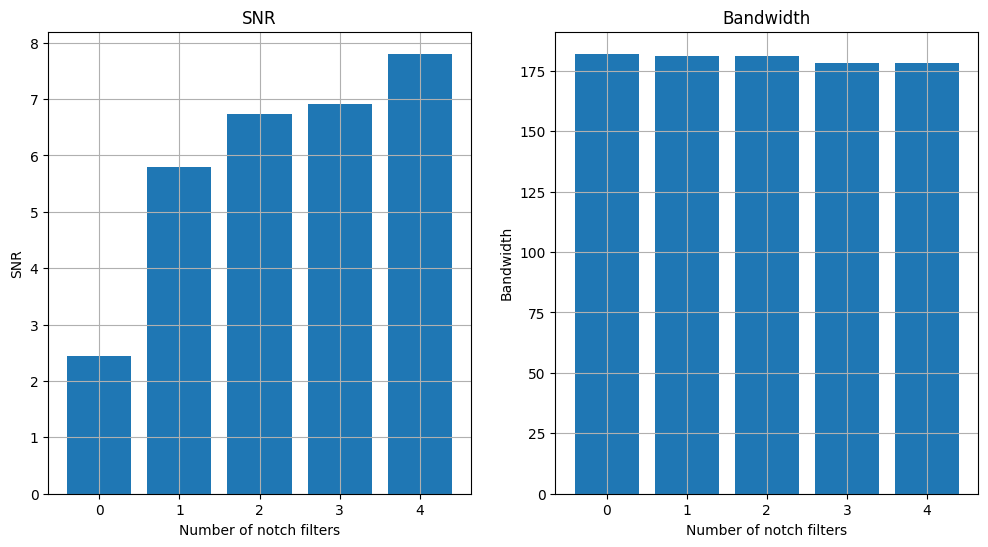 SNR
SNR
8
7
6
5
4
3
2
1
0
0 1 2 3 4
Number of notch filters
Bandwidth
Bandwidth
175
150
125
100
75
50
25
0
0 1 2 3 4
Number of notch filters